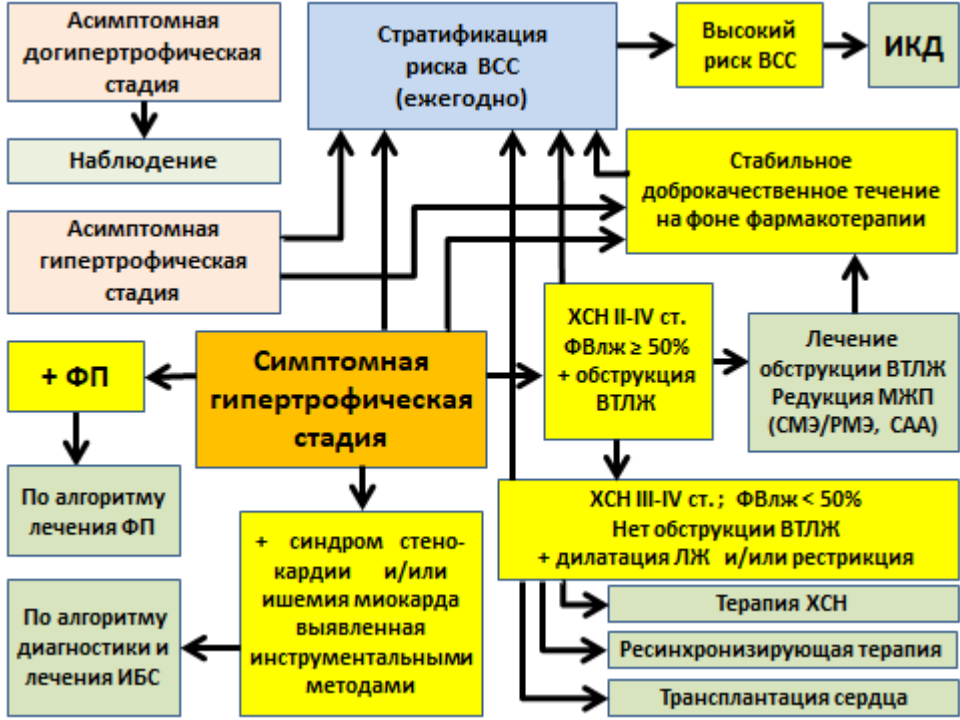 Асимптомная
догипертрофическая
стадия
Наблюдение
Стратификация
риска ВСС
(ежегодно)
Высокий
риск ВСС
ИКД
Стабильное
доброкачественное течение
на фоне фармакотерапии
Асимптомная
гипертрофическая
стадия
ХСН II-IV ст.
ФВлж ≥ 50%
+ обструкция
ВТЛЖ
Лечение
обструкции ВТЛЖ
Редукция МЖП
(СМЭ/РМЭ, САА)
+ ФП
Симптомная
гипертрофическая
стадия
По алгоритму
лечения ФП
+ синдром стено-
кардии и/или
ишемия миокарда
выявленная
инструментальными
методами
По алгоритму
диагностики и
лечения ИБС
ХСН III-IV ст.; ФВлж < 50%
Нет обструкции ВТЛЖ
+ дилатация ЛЖ и/или рестрикция
Терапия ХСН
Ресинхронизирующая терапия
Трансплантация сердца